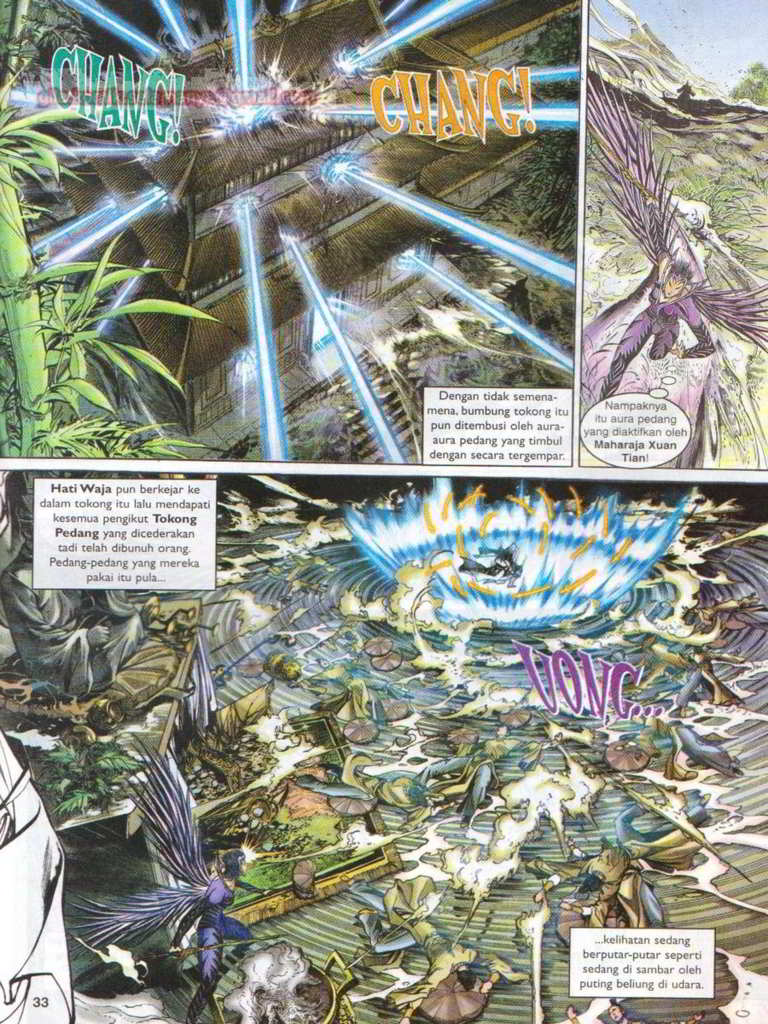 CHANG!
CHANG!
Dengan tidak semena-
mena, bumbung tokong itu
pun ditembusi oleh aura-
aura pedang yang timbul
dengan secara tergempar.
Nampaknya
itu aura pedang
yang diaktifkan oleh
Maharaja Xuan
Tian!
Hati Waja pun berkejar ke
dalam tokong itu lalu mendapati
kesemua pengikut Tokong
Pedang yang dicederakan
tadi telah dibunuh orang.
Pedang-pedang yang mereka
pakai itu pula...
VONG...
...kelihatan sedang
berputar-putar seperti
sedang di sambar oleh
puting beliung di udara.
33